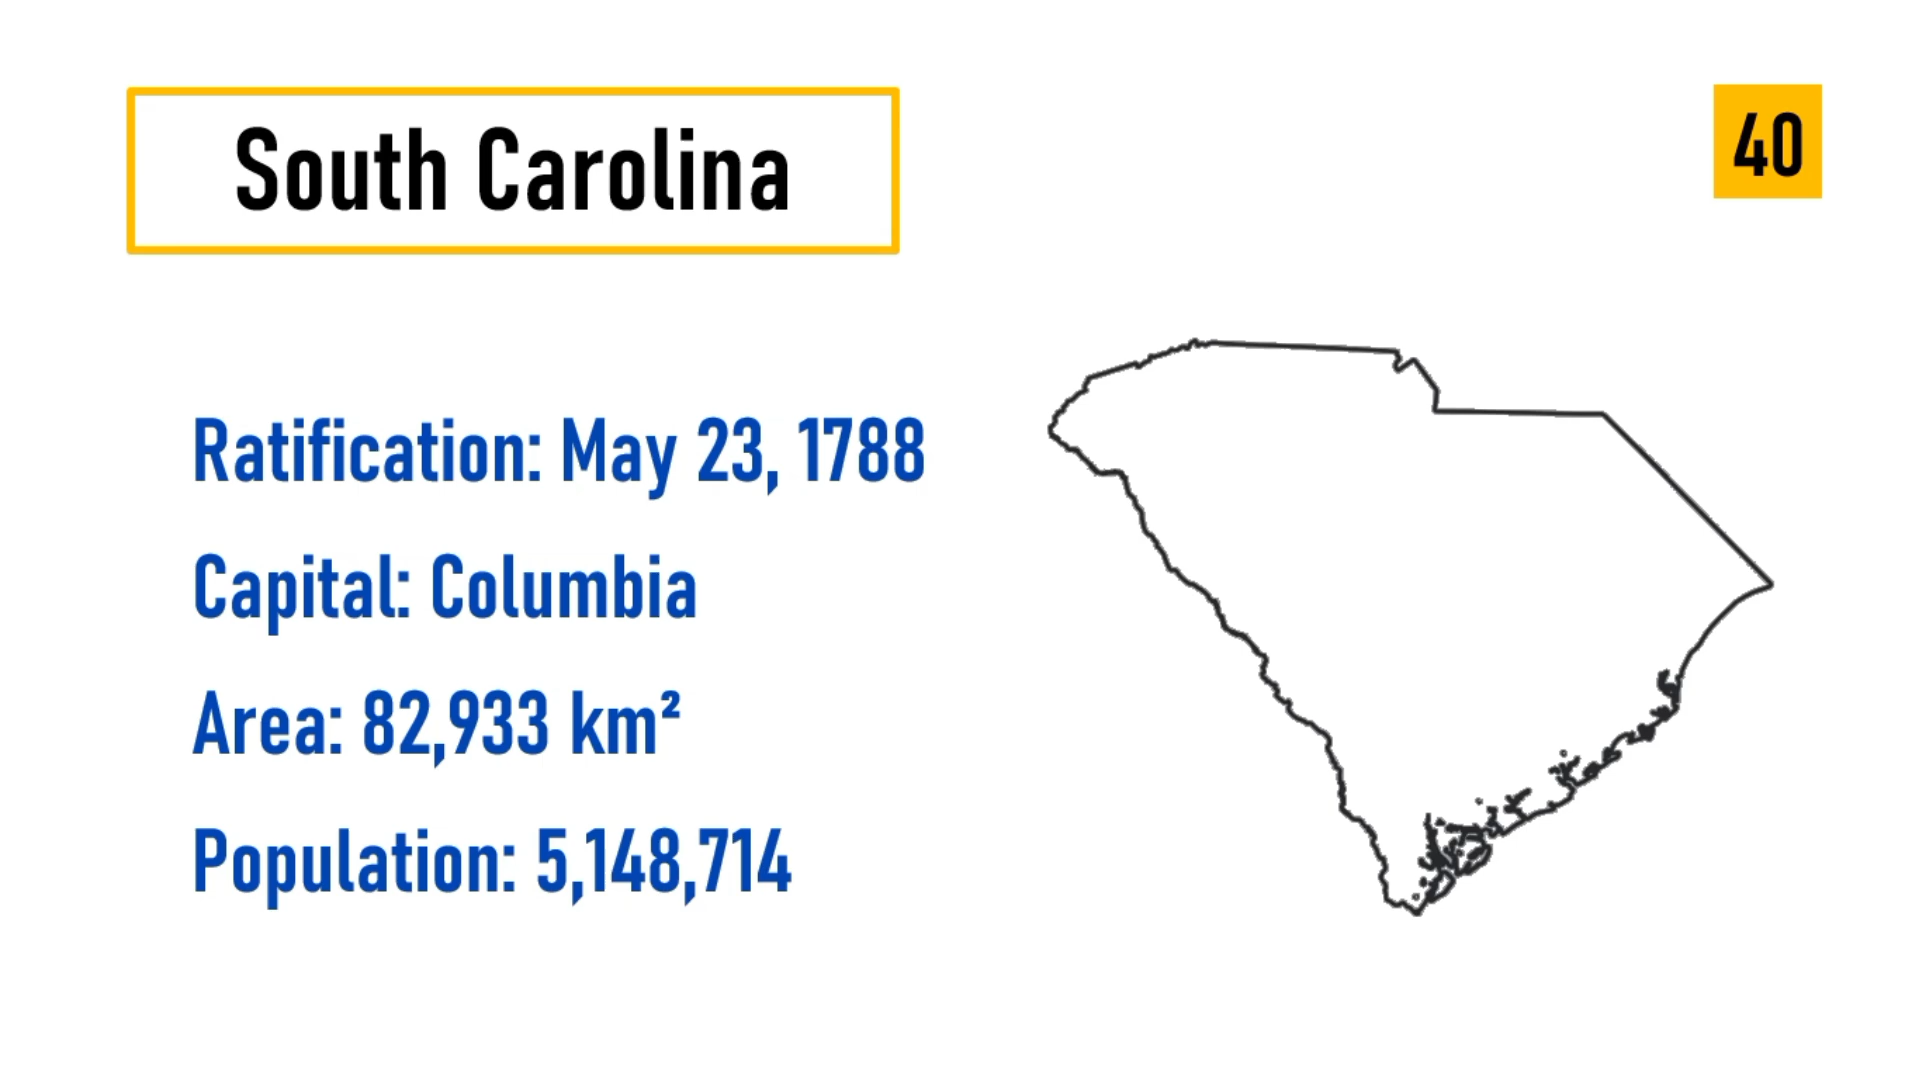 South Carolina
40
Ratification: May 23, 1788
Capital: Columbia
Area: 82,933 km²
Population: 5,148,714